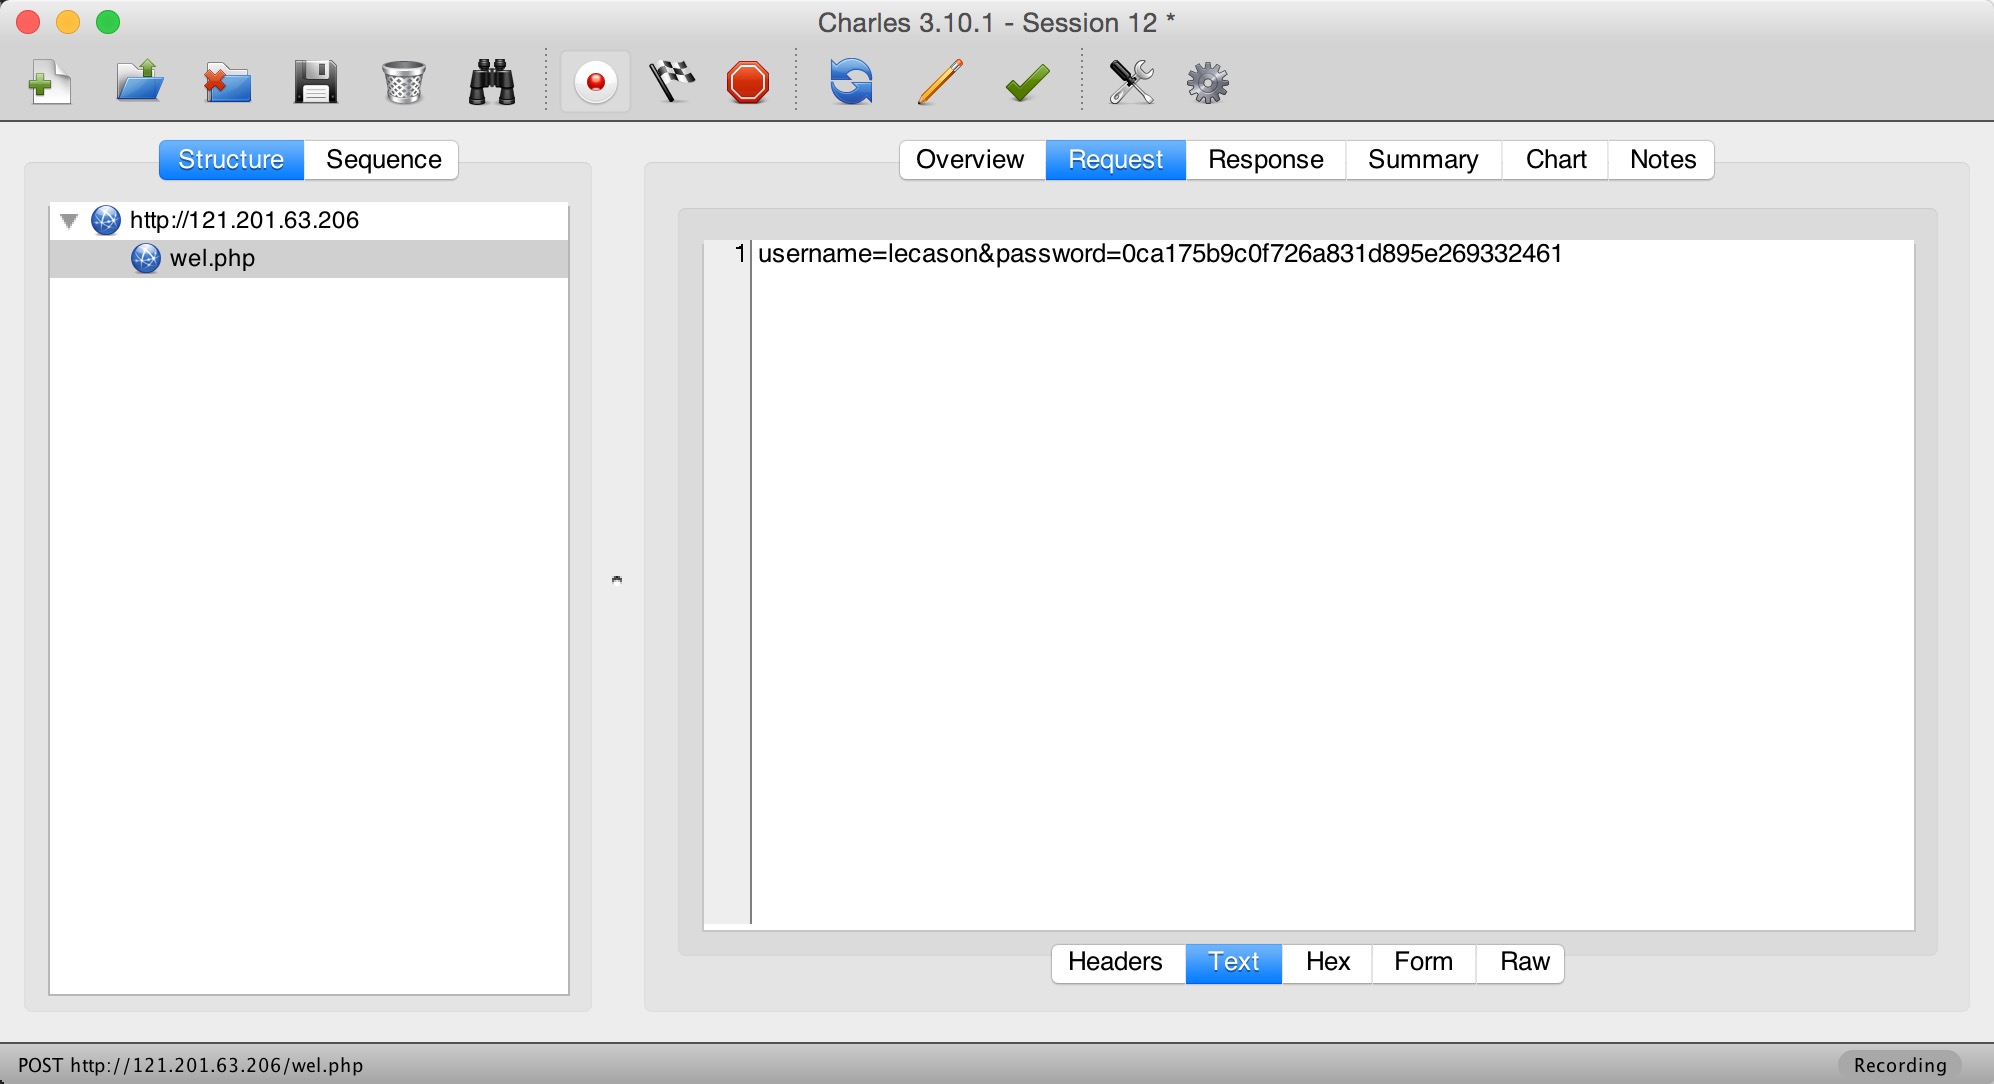 Charles 3.10.1 - Session 12 *
Structure Sequence
Overview Request Response Summary Chart Notes
http://121.201.63.206
wel.php
1 username=lecason&password=0ca175b9c0f726a831d895e269332461
Headers Text Hex Form Raw
POST http://121.201.63.206/wel.php
Recording